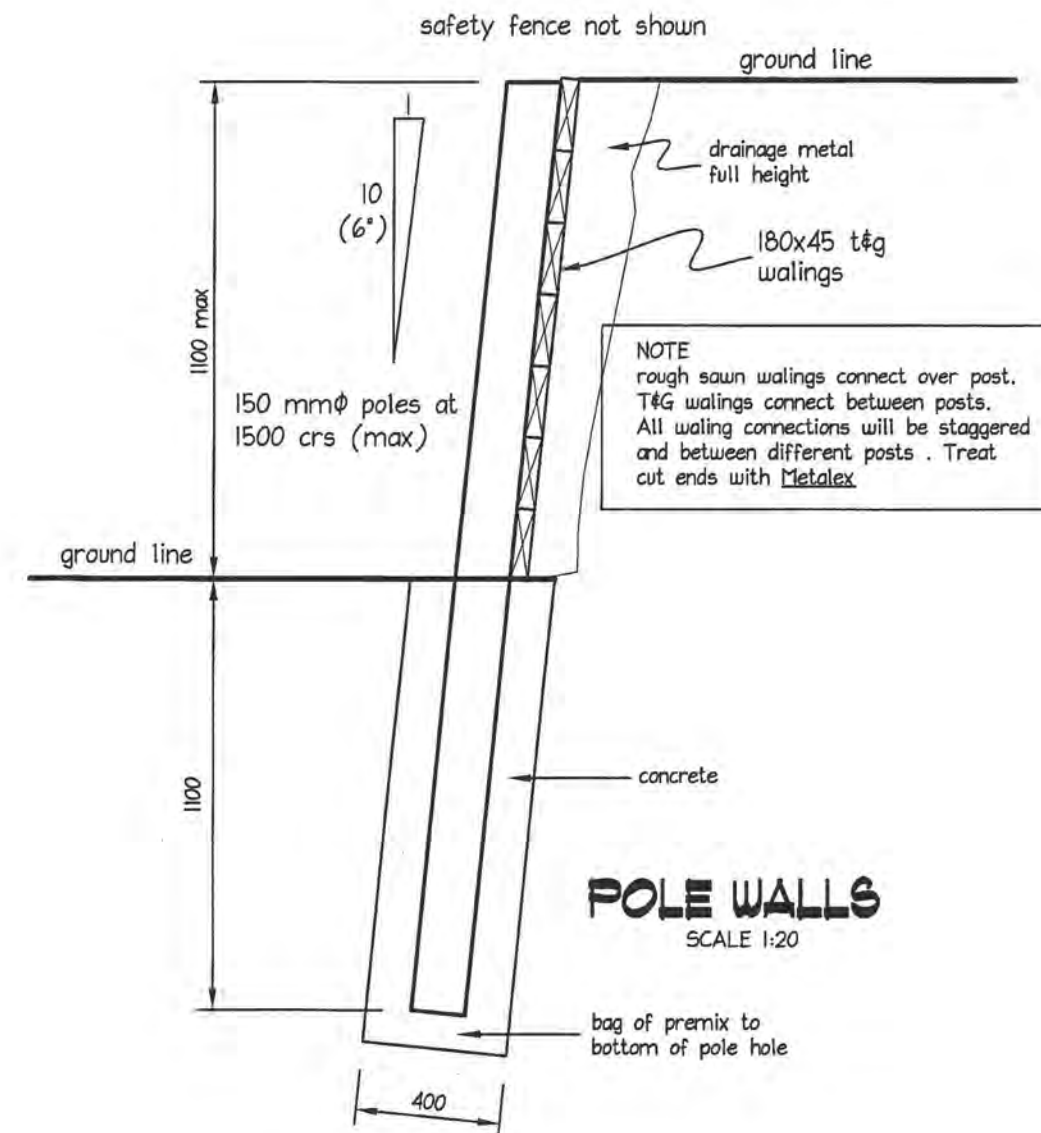 safety fence not shown
ground line
1
10
(6°)
drainage metal
full height
180x45 t&g
walings
1100 max
150 mmϕ poles at
1500 crs (max)
NOTE
rough sawn walings connect over post.
T&G walings connect between posts.
All waling connections will be staggered
and between different posts . Treat
cut ends with Metalex
ground line
1100
concrete
POLE WALLS
SCALE 1:20
bag of premix to
bottom of pole hole
400